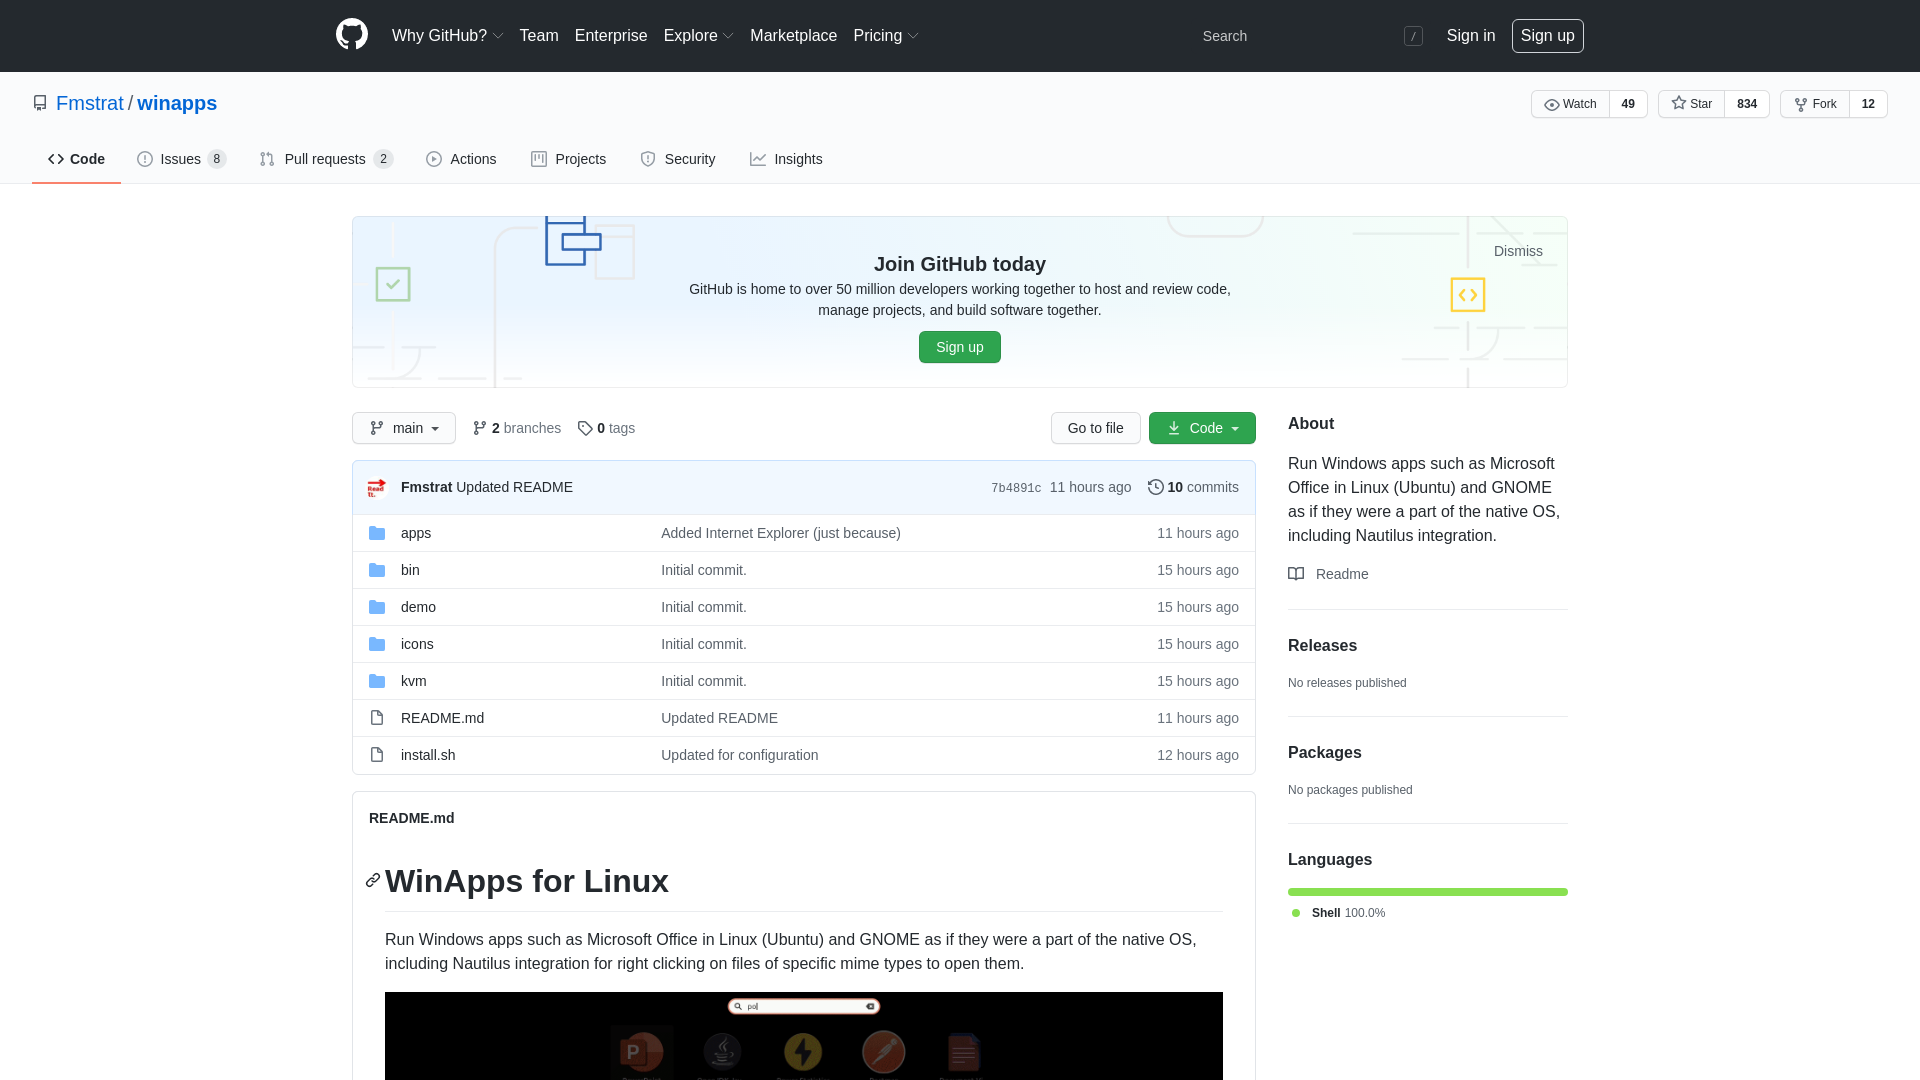 Why GitHub? Team Enterprise Explore Marketplace Pricing Search / Sign in Sign up
Fmstrat / winapps Watch 49 Star 834 Fork 12
Code Issues 8 Pull requests 2 Actions Projects Security Insights
Dismiss
Join GitHub today
GitHub is home to over 50 million developers working together to host and review code,
manage projects, and build software together.
Sign up
main 2 branches 0 tags Go to file Code
Fmstrat Updated README 7b4891c 11 hours ago 10 commits
apps Added Internet Explorer (just because) 11 hours ago
bin Initial commit. 15 hours ago
demo Initial commit. 15 hours ago
icons Initial commit. 15 hours ago
kvm Initial commit. 15 hours ago
README.md Updated README 11 hours ago
install.sh Updated for configuration 12 hours ago
README.md
WinApps for Linux
Run Windows apps such as Microsoft Office in Linux (Ubuntu) and GNOME as if they were a part of the native OS,
including Nautilus integration for right clicking on files of specific mime types to open them.
po
P
About
Run Windows apps such as Microsoft
Office in Linux (Ubuntu) and GNOME
as if they were a part of the native OS,
including Nautilus integration.
Readme
Releases
No releases published
Packages
No packages published
Languages
Shell 100.0%